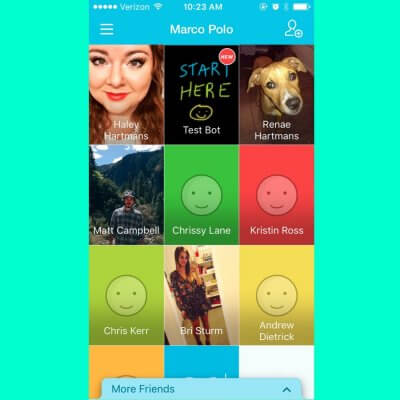 Verizon
10:23 AM
Marco Polo
Haley
Hartmans
NEW
START
HERE
Test Bot
Renae
Hartmans
Matt Campbell
Chrissy Lane
Kristin Ross
Chris Kerr
Bri Sturm
Andrew
Dietrick
More Friends